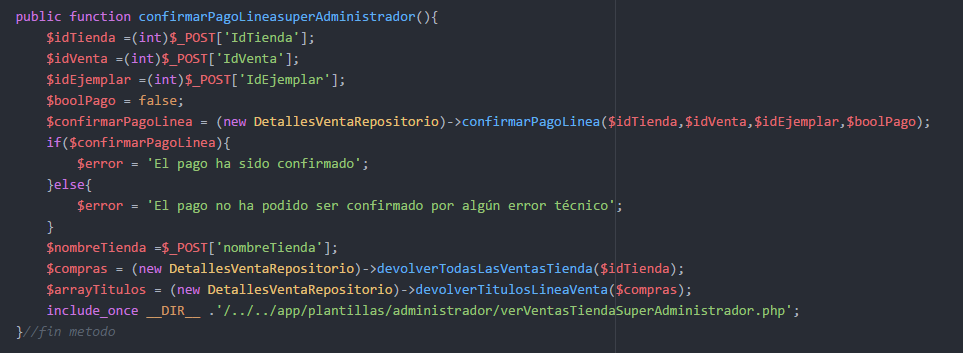 public function confirmarPagoLineasuperAdministrador(){
    $idTienda =(int)$_POST['IdTienda'];
    $idVenta =(int)$_POST['IdVenta'];
    $idEjemplar =(int)$_POST['IdEjemplar'];
    $boolPago = false;
    $confirmarPagoLinea = (new DetallesVentaRepositorio)->confirmarPagoLinea($idTienda,$idVenta,$idEjemplar,$boolPago);
    if($confirmarPagoLinea){
        $error = 'El pago ha sido confirmado';
    }else{
        $error = 'El pago no ha podido ser confirmado por algún error técnico';
    }
    $nombreTienda =$_POST['nombreTienda'];
    $compras = (new DetallesVentaRepositorio)->devolverTodasLasVentasTienda($idTienda);
    $arrayTitulos = (new DetallesVentaRepositorio)->devolverTitulosLineaVenta($compras);
    include_once __DIR__ .'/../../app/plantillas/administrador/verVentasTiendaSuperAdministrador.php';
}//fin metodo